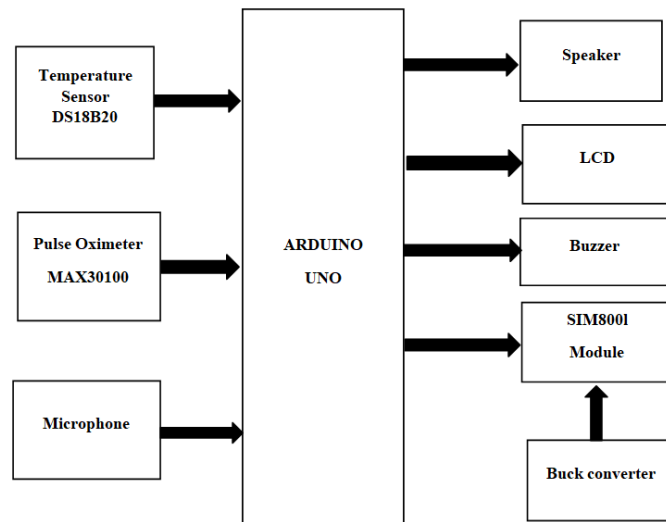 Temperature
Sensor
DS18B20
Pulse Oximeter
MAX30100
Microphone
ARDUINO
UNO
Speaker
LCD
Buzzer
SIM800l
Module
Buck converter